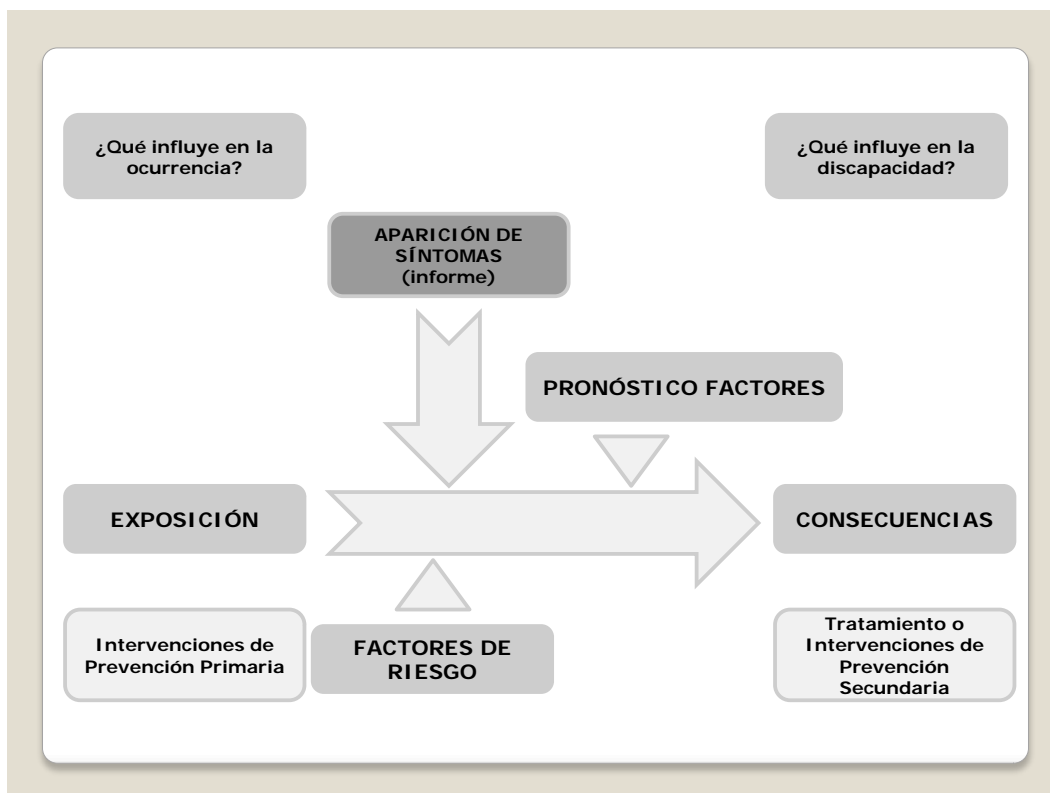 ¿Qué influye en la
ocurrencia?
¿Qué influye en la
discapacidad?
APARICIÓN DE
SÍNTOMAS
(informe)
PRONÓSTICO FACTORES
EXPOSICIÓN
CONSECUENCIAS
Intervenciones de
Prevención Primaria
FACTORES DE
RIESGO
Tratamiento o
Intervenciones de
Prevención
Secundaria